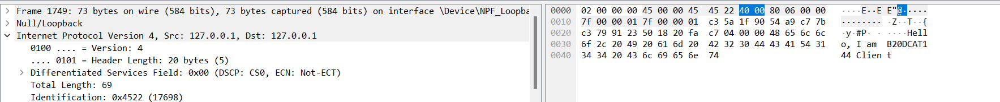 Frame 1749: 73 bytes on wire (584 bits), 73 bytes captured (584 bits) on interface \Device\NPF_Loopba
Null/Loopback
Internet Protocol Version 4, Src: 127.0.0.1, Dst: 127.0.0.1
0100 .... = Version: 4
.... 0101 = Header Length: 20 bytes (5)
Differentiated Services Field: 0x00 (DSCP: CS0, ECN: Not-ECT)
Total Length: 69
Identification: 0x4522 (17698)
0000 02 00 00 00 45 00 00 45 45 22 40 00 80 06 00 00 ····E··E E"@·····
0010 7f 00 00 01 7f 00 00 01 c3 5a 1f 90 54 a9 c7 7b ········ ·Z··T··{
0020 c3 79 91 23 50 18 20 fa c7 04 00 00 48 65 6c 6c ·y·#P· · ····Hell
0030 6f 2c 20 49 20 61 6d 20 42 32 30 44 43 41 54 31 o, I am B20DCAT1
0040 34 34 20 43 6c 69 65 6e 74 44 Clien t